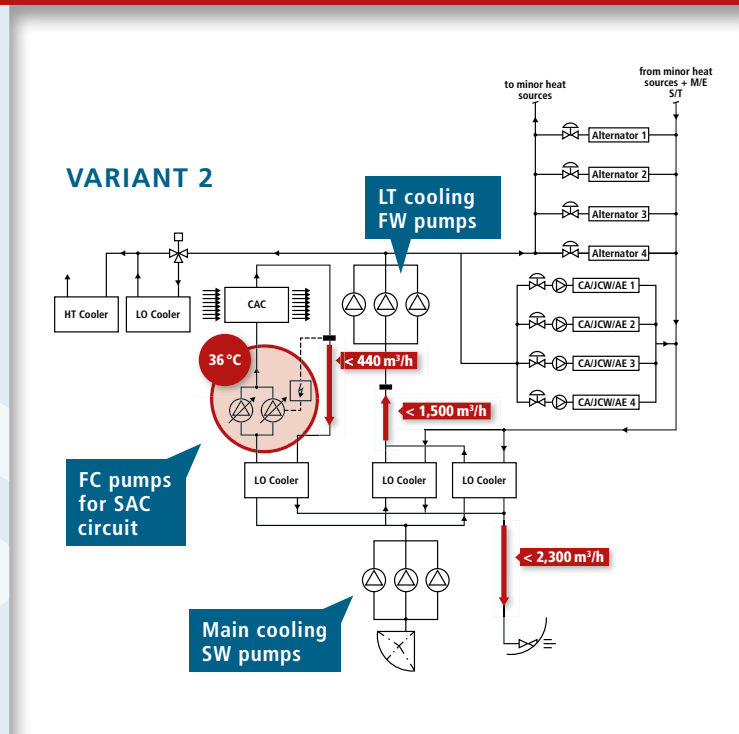 from minor heat
sources + M/E
S/T
to minor heat
sources
Alternator 1
VARIANT 2
Alternator 2
LT cooling
FW pumps
Alternator 3
Alternator 4
CA/JCW/AE 1
HT Cooler
LO Cooler
CAC
CA/JCW/AE 2
36 °C
< 440 m³/h
CA/JCW/AE 3
CA/JCW/AE 4
< 1,500 m³/h
FC pumps
for SAC
circuit
LO Cooler
LO Cooler
LO Cooler
< 2,300 m³/h
Main cooling
SW pumps